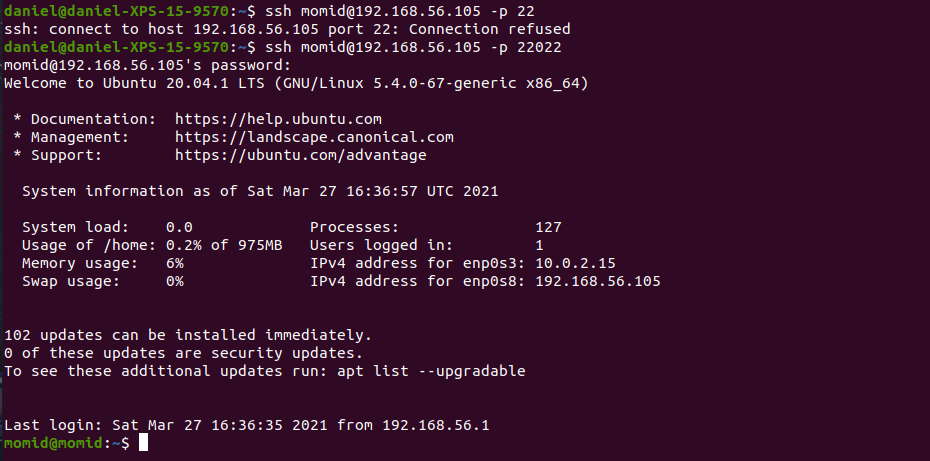 daniel@daniel-XPS-15-9570:~$ ssh momid@192.168.56.105 -p 22
ssh: connect to host 192.168.56.105 port 22: Connection refused
daniel@daniel-XPS-15-9570:~$ ssh momid@192.168.56.105 -p 22022
momid@192.168.56.105's password:
Welcome to Ubuntu 20.04.1 LTS (GNU/Linux 5.4.0-67-generic x86_64)

 * Documentation:  https://help.ubuntu.com
 * Management:     https://landscape.canonical.com
 * Support:        https://ubuntu.com/advantage

  System information as of Sat Mar 27 16:36:57 UTC 2021

  System load:    0.0             Processes:               127
  Usage of /home: 0.2% of 975MB   Users logged in:         1
  Memory usage:   6%              IPv4 address for enp0s3: 10.0.2.15
  Swap usage:     0%              IPv4 address for enp0s8: 192.168.56.105


102 updates can be installed immediately.
0 of these updates are security updates.
To see these additional updates run: apt list --upgradable


Last login: Sat Mar 27 16:36:35 2021 from 192.168.56.1
momid@momid:~$